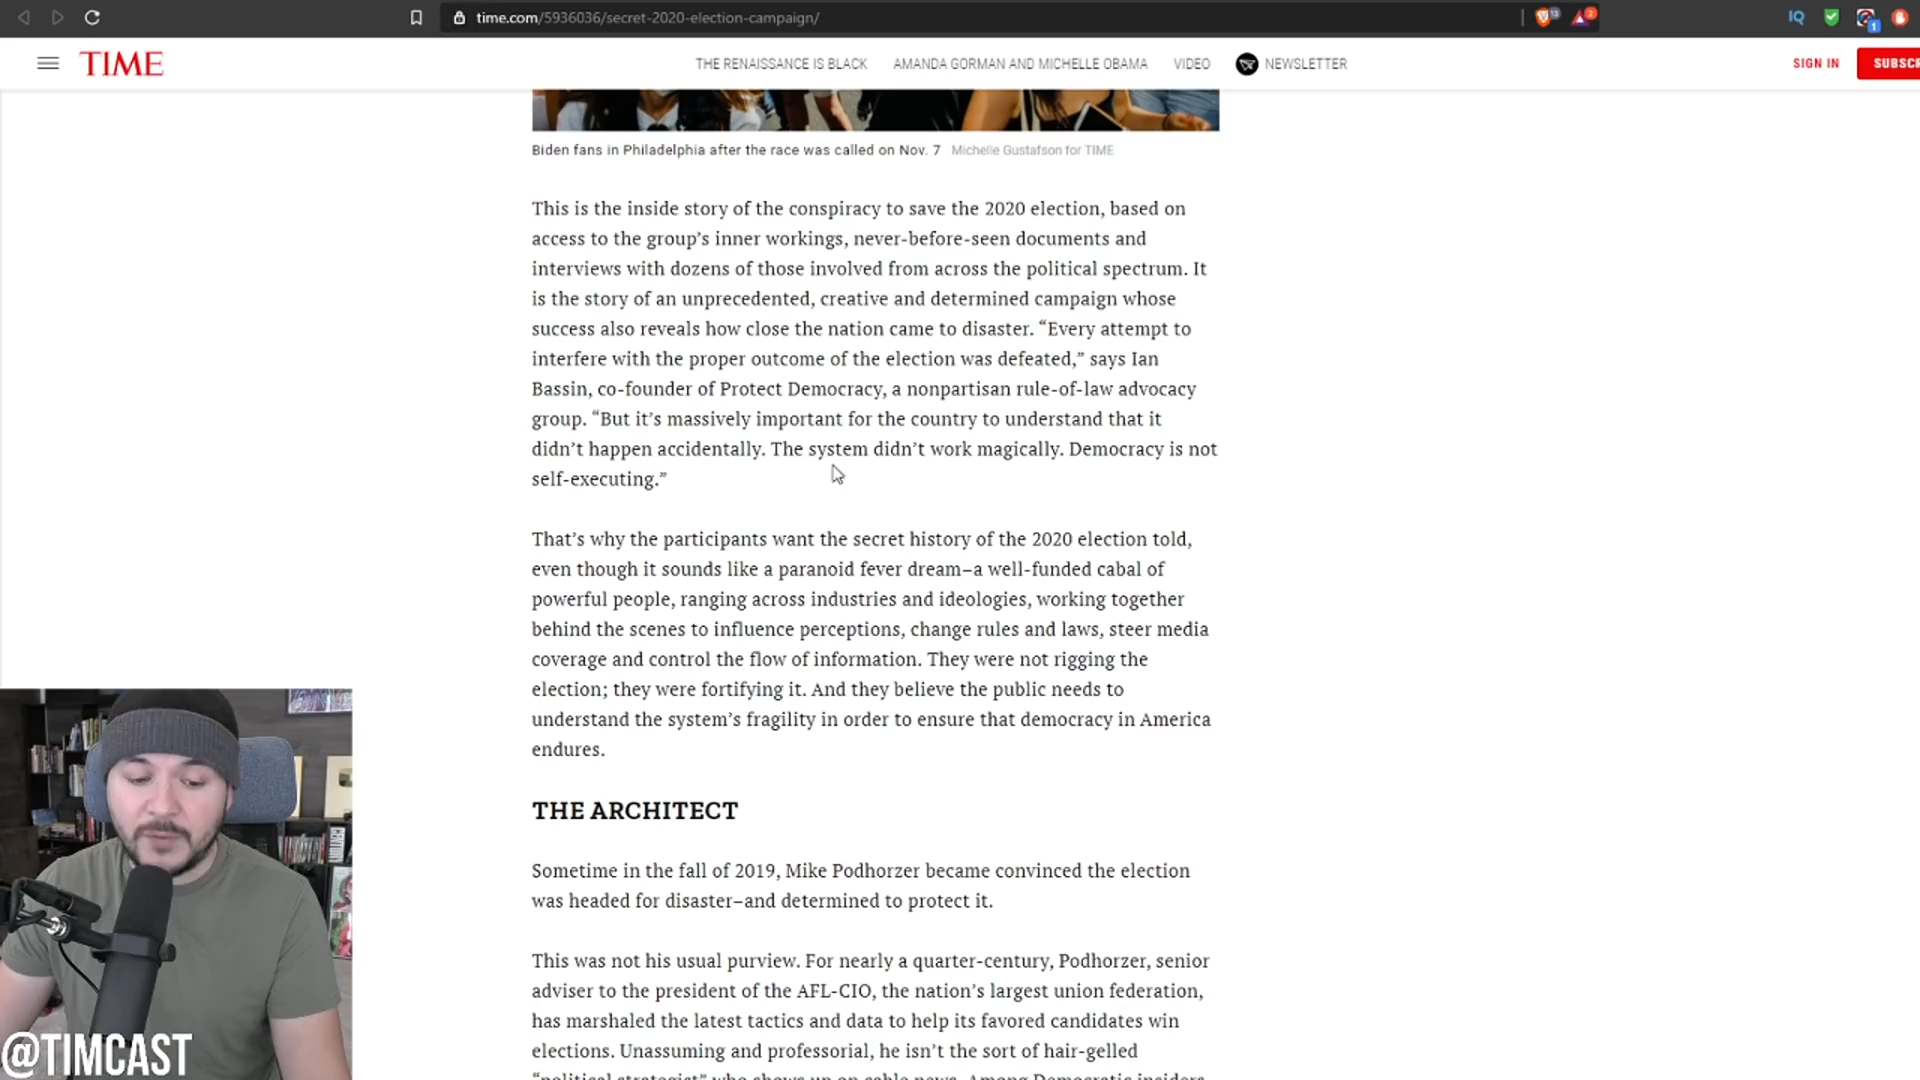 time.com/5936036/secret-2020-election-campaign/
IQ
TIME
THE RENAISSANCE IS BLACK
AMANDA GORMAN AND MICHELLE OBAMA
VIDEO
NEWSLETTER
SIGN IN
SUBSCR
Biden fans in Philadelphia after the race was called on Nov. 7 Michelle Gustafson for TIME
This is the inside story of the conspiracy to save the 2020 election, based on
access to the group’s inner workings, never-before-seen documents and
interviews with dozens of those involved from across the political spectrum. It
is the story of an unprecedented, creative and determined campaign whose
success also reveals how close the nation came to disaster. “Every attempt to
interfere with the proper outcome of the election was defeated,” says Ian
Bassin, co-founder of Protect Democracy, a nonpartisan rule-of-law advocacy
group. “But it’s massively important for the country to understand that it
didn’t happen accidentally. The system didn’t work magically. Democracy is not
self-executing.”
That’s why the participants want the secret history of the 2020 election told,
even though it sounds like a paranoid fever dream–a well-funded cabal of
powerful people, ranging across industries and ideologies, working together
behind the scenes to influence perceptions, change rules and laws, steer media
coverage and control the flow of information. They were not rigging the
election; they were fortifying it. And they believe the public needs to
understand the system’s fragility in order to ensure that democracy in America
endures.
THE ARCHITECT
Sometime in the fall of 2019, Mike Podhorzer became convinced the election
was headed for disaster–and determined to protect it.
This was not his usual purview. For nearly a quarter-century, Podhorzer, senior
adviser to the president of the AFL-CIO, the nation’s largest union federation,
has marshaled the latest tactics and data to help its favored candidates win
elections. Unassuming and professorial, he isn’t the sort of hair-gelled
“political strategist” who shows up on cable news. Among Democratic insiders
@TIMCAST